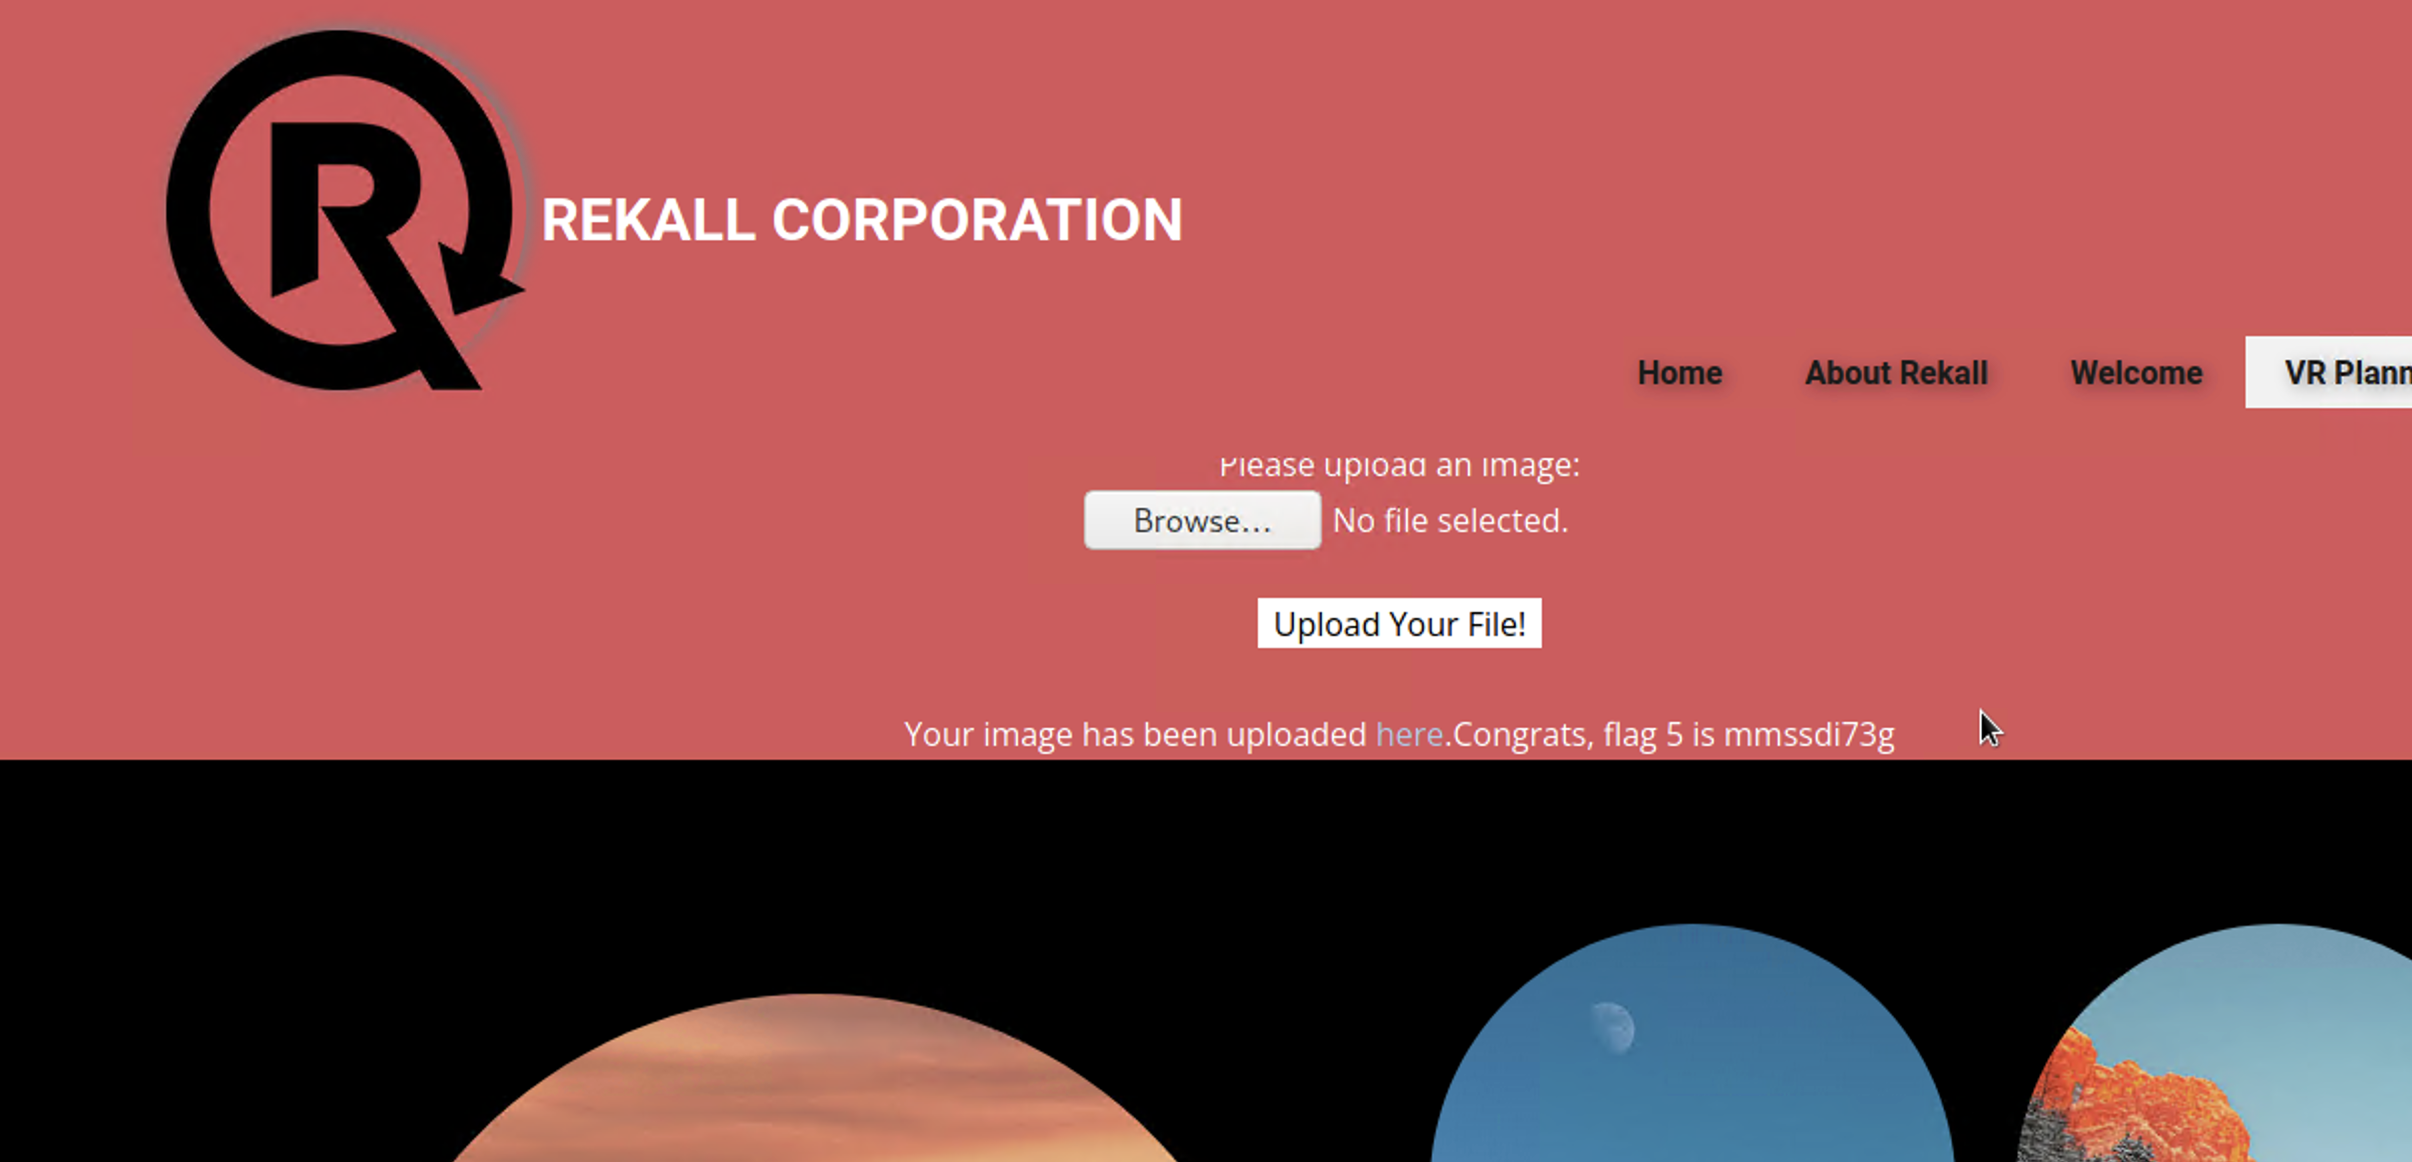 R
REKALL CORPORATION
Home About Rekall Welcome VR Plann
Please upload an image:
Browse... No file selected.
Upload Your File!
Your image has been uploaded here.Congrats, flag 5 is mmssdi73g